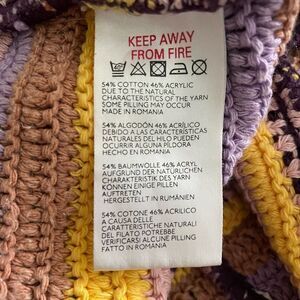 KEEP AWAY
FROM FIRE
54% COTTON 46% ACRYLIC
DUE TO THE NATURAL
CHARACTERISTICS OF THE YARN
SOME PILLING MAY OCCUR
MADE IN ROMANIA
54% ALGODÓN 46% ACRÍLICO
DEBIDO A LAS CARACTERÍSTICAS
NATURALES DEL HILO PUEDEN
OCURRIR ALGUNA PÍLDORA
HECHO EN ROMANIA
54% BAUMWOLLE 46% ACRYL
AUFGRUND DER NATÜRLICHEN
CHARAKTERISTIK DES YARN
KÖNNEN EINIGE PILLEN
AUFTRETEN
HERGESTELLT IN RUMÄNIEN
54% COTONE 46% ACRILICO
A CAUSA DELLE
CARATTERISTICHE NATURALI
DEL FILATO POTREBBE
VERIFICARSI ALCUNE PILLING
FATTO IN ROMANIA